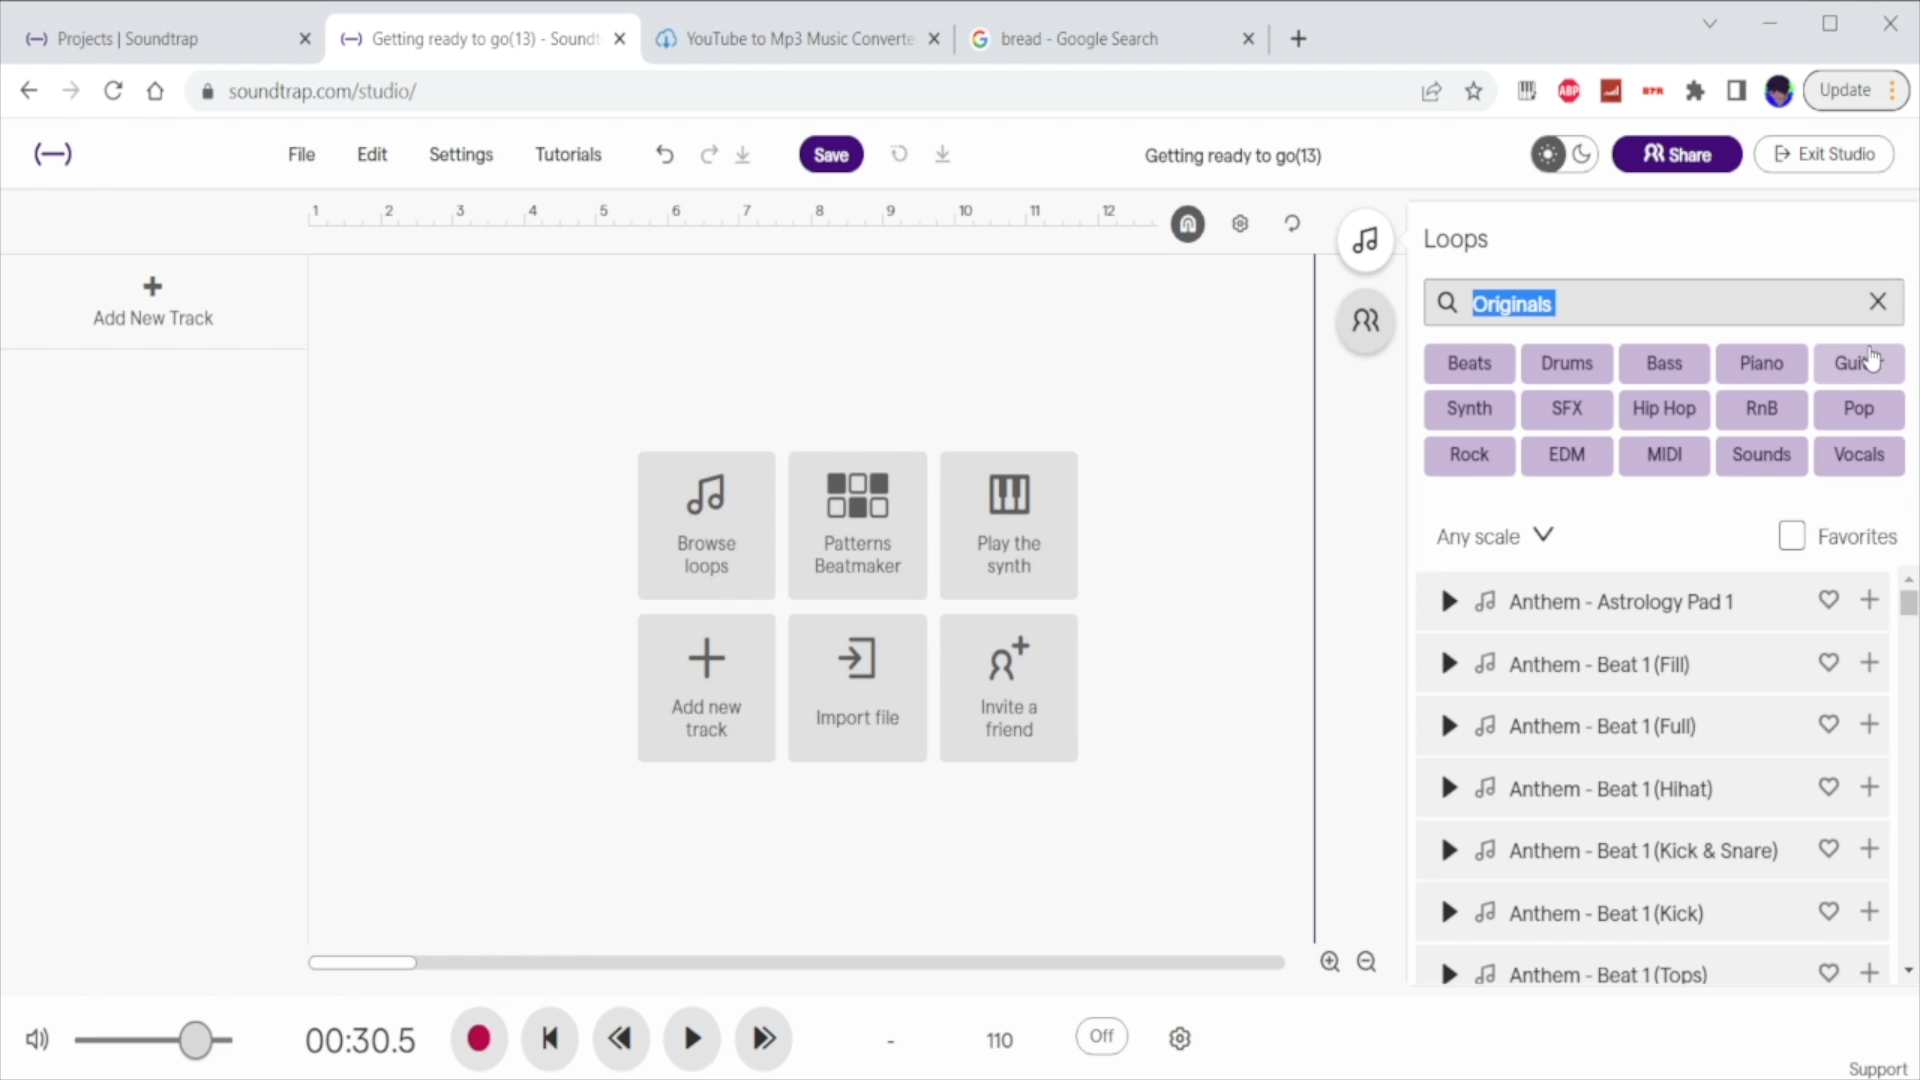 Projects | Soundtrap
Getting ready to go(13) - Soundt
YouTube to Mp3 Music Converte
bread - Google Search
soundtrap.com/studio/
ABP
Update
File
Edit
Settings
Tutorials
Save
Getting ready to go(13)
Share
Exit Studio
1 2 3 4 5 6 7 8 9 10 11 12
Loops
Add New Track
Originals
Beats Drums Bass Piano
Synth SFX Hip Hop RnB Pop
Rock EDM MIDI Sounds Vocals
Any scale
Favorites
Browse
loops
Patterns
Beatmaker
Play the
synth
Add new
track
Import file
Invite a
friend
Anthem - Astrology Pad 1
Anthem - Beat 1 (Fill)
Anthem - Beat 1 (Full)
Anthem - Beat 1 (Hihat)
Anthem - Beat 1 (Kick & Snare)
Anthem - Beat 1 (Kick)
Anthem - Beat 1 (Tops)
00:30.5
-
110
Off
Support